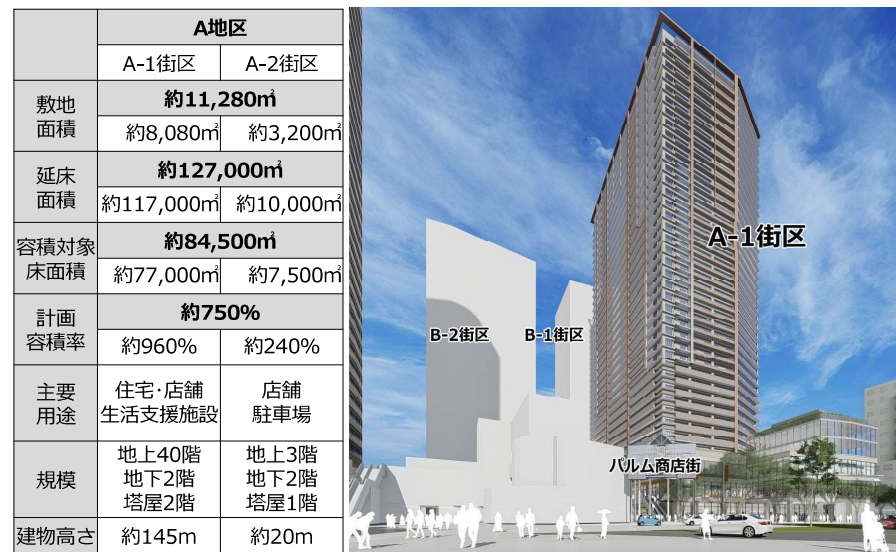 A地区
A-1街区 A-2街区
敷地
面積
約11,280㎡
約8,080㎡ 約3,200㎡
延床
面積
約127,000㎡
約117,000㎡ 約10,000㎡
容積対象
床面積
約84,500㎡
約77,000㎡ 約7,500㎡
計画
容積率
約750%
約960% 約240%
主要
用途
住宅･店舗
生活支援施設
店舗
駐車場
規模
地上40階
地下2階
塔屋2階
地上3階
地下2階
塔屋1階
建物高さ 約145m 約20m
A-1街区
B-2街区
B-1街区
パルム商店街